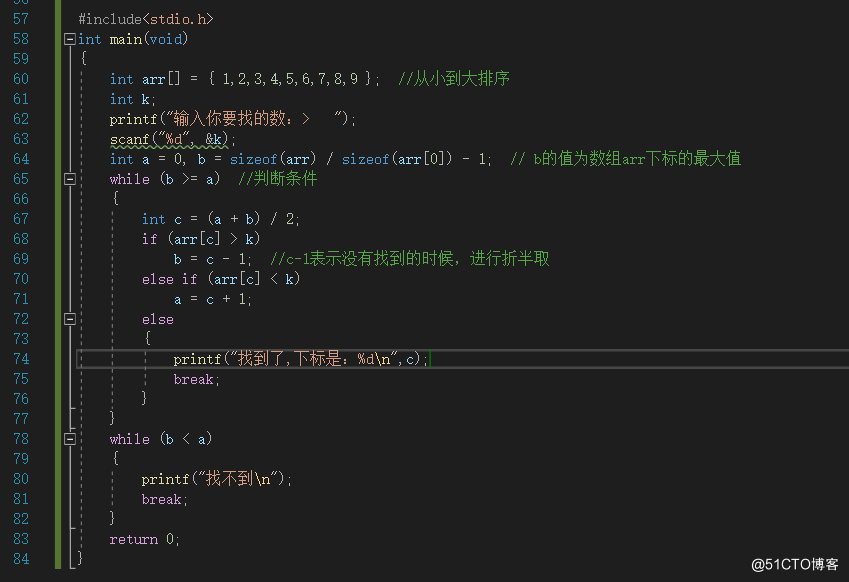 56
57 #include<stdio.h>
58 int main(void)
59 {
60 int arr[] = { 1,2,3,4,5,6,7,8,9 }; //从小到大排序
61 int k;
62 printf("输入你要找的数：> ");
63 scanf("%d", &k);
64 int a = 0, b = sizeof(arr) / sizeof(arr[0]) - 1; // b的值为数组arr下标的最大值
65 while (b >= a) //判断条件
66 {
67 int c = (a + b) / 2;
68 if (arr[c] > k)
69 b = c - 1; //c-1表示没有找到的时候，进行折半取
70 else if (arr[c] < k)
71 a = c + 1;
72 else
73 {
74 printf("找到了,下标是：%d\n",c);
75 break;
76 }
77 }
78 while (b < a)
79 {
80 printf("找不到\n");
81 break;
82 }
83 return 0;
84 }
@51CTO博客